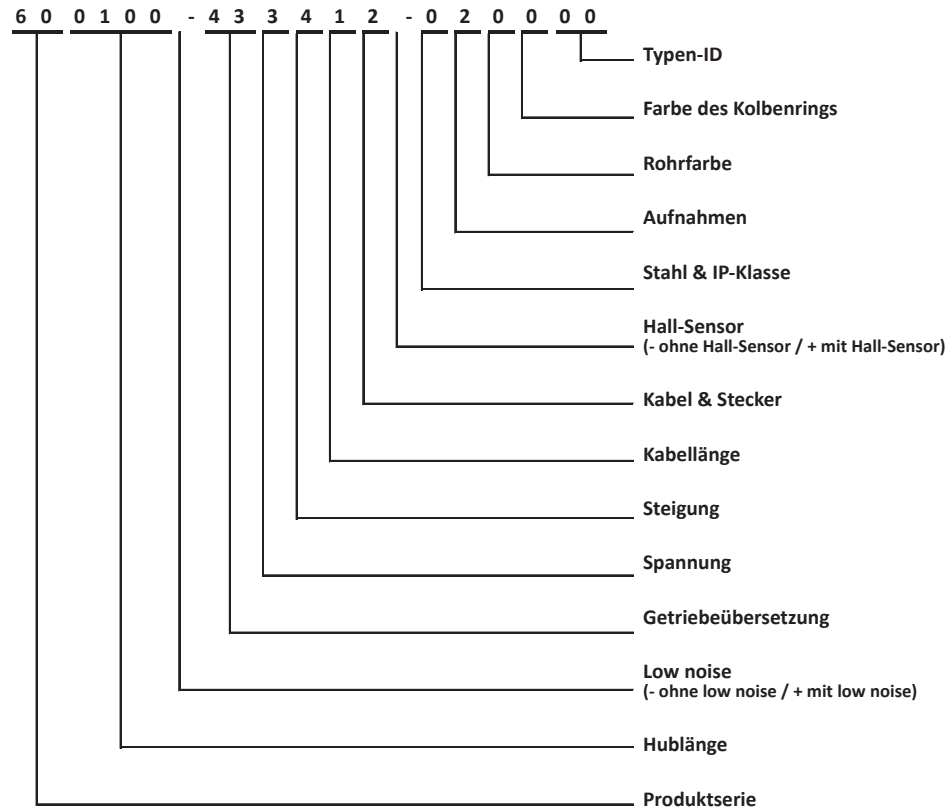 6 0 0 1 0 0 - 4 3 3 4 1 2 - 0 2 0 0 0 0
Typen-ID
Farbe des Kolbenrings
Rohrfarbe
Aufnahmen
Stahl & IP-Klasse
Hall-Sensor
(- ohne Hall-Sensor / + mit Hall-Sensor)
Kabel & Stecker
Kabellänge
Steigung
Spannung
Getriebeübersetzung
Low noise
(- ohne low noise / + mit low noise)
Hublänge
Produktserie